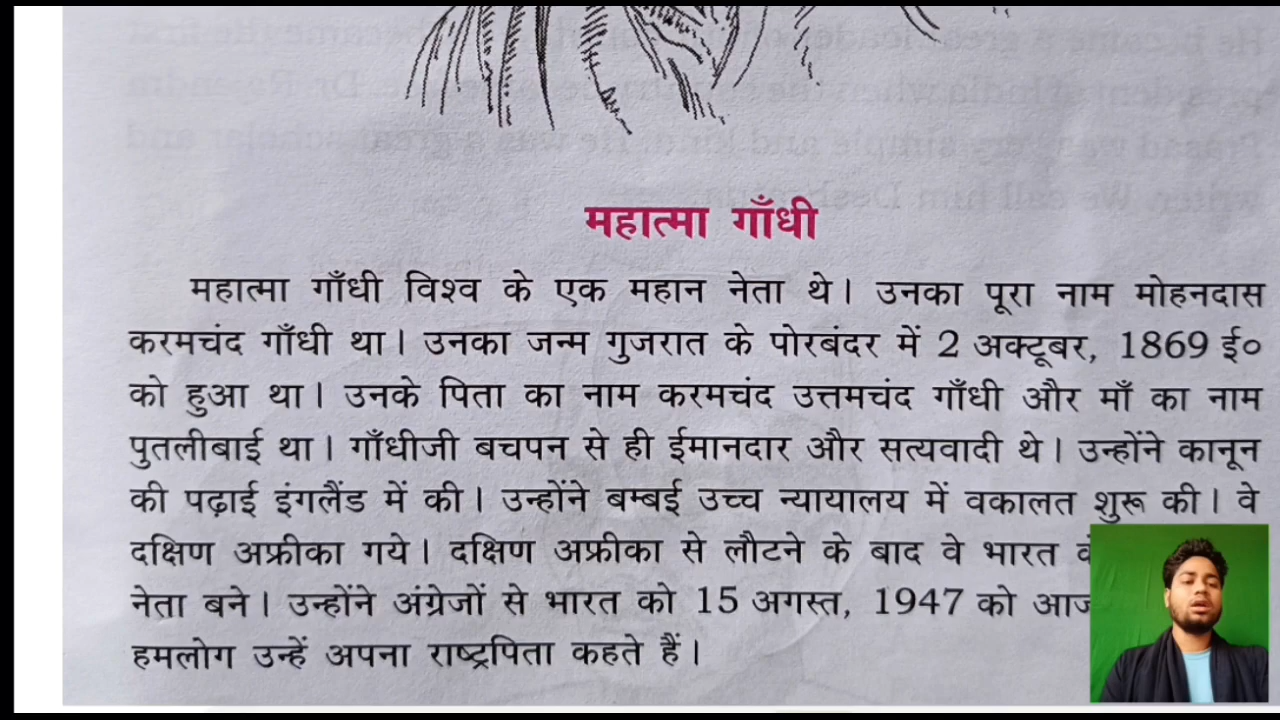 महात्मा गाँधी
महात्मा गाँधी विश्व के एक महान नेता थे। उनका पूरा नाम मोहनदास
करमचंद गाँधी था। उनका जन्म गुजरात के पोरबंदर में 2 अक्टूबर, 1869 ई०
को हुआ था। उनके पिता का नाम करमचंद उत्तमचंद गाँधी और माँ का नाम
पुतलीबाई था। गाँधीजी बचपन से ही ईमानदार और सत्यवादी थे। उन्होंने कानून
की पढ़ाई इंगलैंड में की। उन्होंने बम्बई उच्च न्यायालय में वकालत शुरू की। वे
दक्षिण अफ्रीका गये। दक्षिण अफ्रीका से लौटने के बाद वे भारत
नेता बने। उन्होंने अंग्रेजों से भारत को 15 अगस्त, 1947 को
हमलोग उन्हें अपना राष्ट्रपिता कहते हैं।